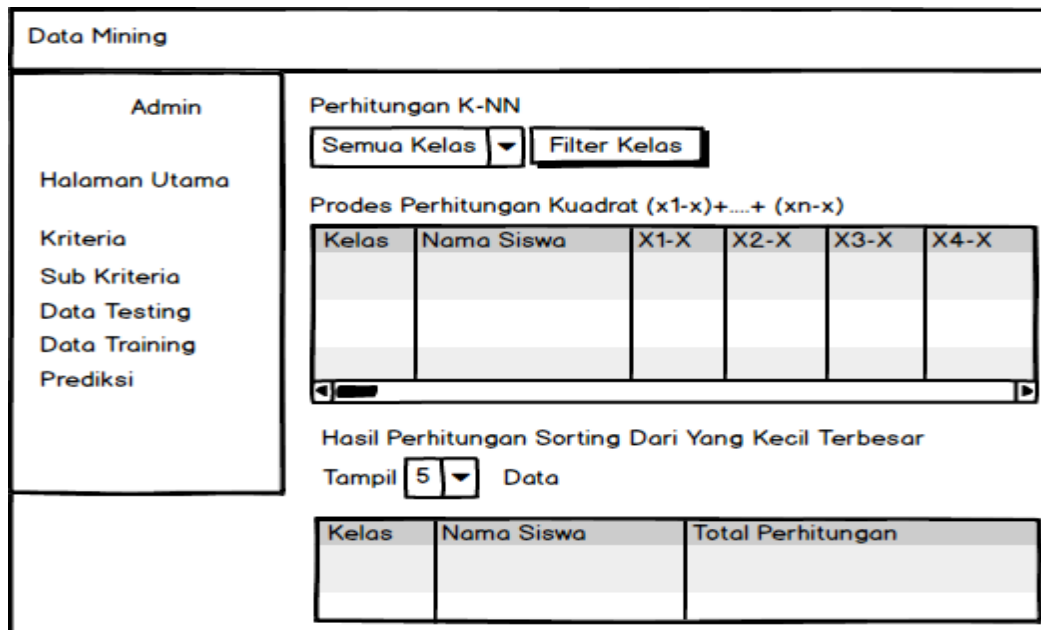 Data Mining
Admin
Halaman Utama
Kriteria
Sub Kriteria
Data Testing
Data Training
Prediksi
Perhitungan K-NN
Semua Kelas
Filter Kelas
Prodes Perhitungan Kuadrat (x1-x)+....+ (xn-x)
Kelas Nama Siswa X1-X X2-X X3-X X4-X
Hasil Perhitungan Sorting Dari Yang Kecil Terbesar
Tampil 5 Data
Kelas Nama Siswa Total Perhitungan